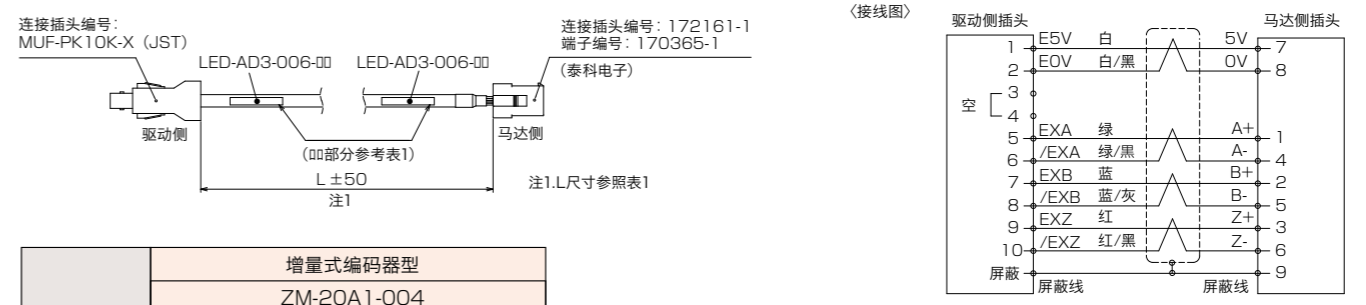 连接插头编号：
MUF-PK10K-X（JST）
连接插头编号：172161-1
端子编号：170365-1
（泰科电子）
LED-AD3-006-▯▯
LED-AD3-006-▯▯
驱动侧
马达侧
（▯▯部分参考表1）
L±50
注1
注1.L尺寸参照表1
增量式编码器型
ZM-20A1-004
〈接线图〉
驱动侧插头 马达侧插头
1 E5V 白 5V 7
2 E0V 白/黑 0V 8
3
空
4
5 EXA 绿 A+ 1
6 /EXA 绿/黑 A- 4
7 EXB 蓝 B+ 2
8 /EXB 蓝/灰 B- 5
9 EXZ 红 Z+ 3
10 /EXZ 红/黑 Z- 6
屏蔽 9
屏蔽线 屏蔽线